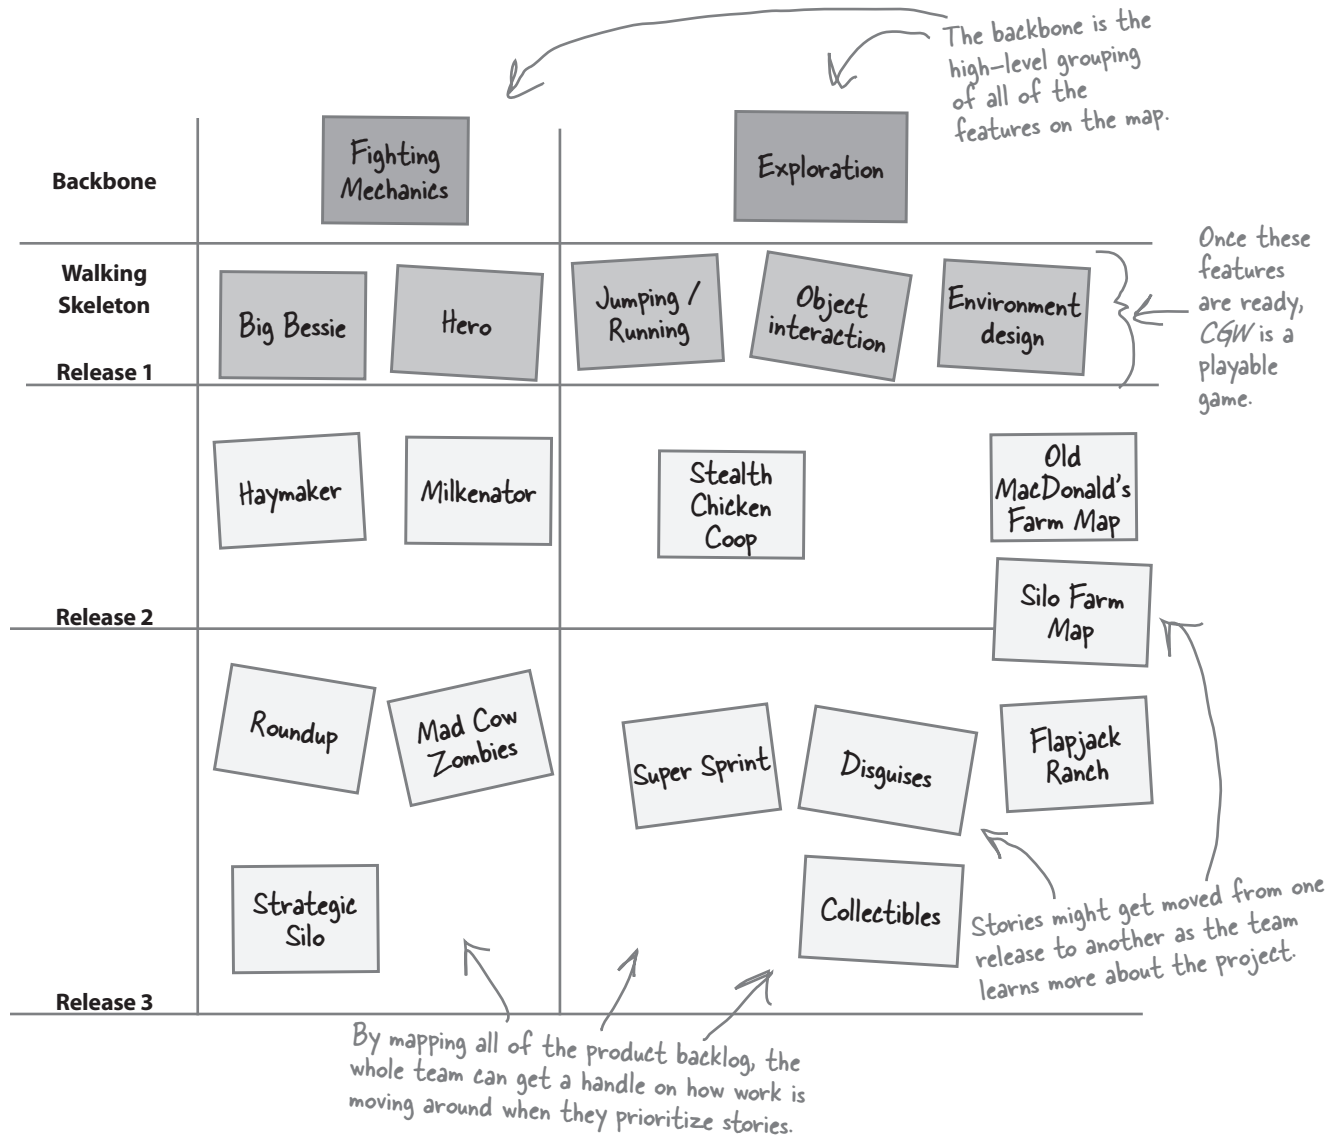 The backbone is the
high-level grouping
of all of the
features on the map.
Backbone
Fighting
Mechanics
Exploration
Walking
Skeleton
Release 1
Big Bessie
Hero
Jumping /
Running
Object
interaction
Environment
design
Once these
features
are ready,
CGW is a
playable
game.
Haymaker
Milkenator
Stealth
Chicken
Coop
Old
MacDonald's
Farm Map
Silo Farm
Map
Release 2
Roundup
Mad Cow
Zombies
Super Sprint
Disguises
Flapjack
Ranch
Strategic
Silo
Collectibles
Stories might get moved from one
release to another as the team
learns more about the project.
Release 3
By mapping all of the product backlog, the
whole team can get a handle on how work is
moving around when they prioritize stories.